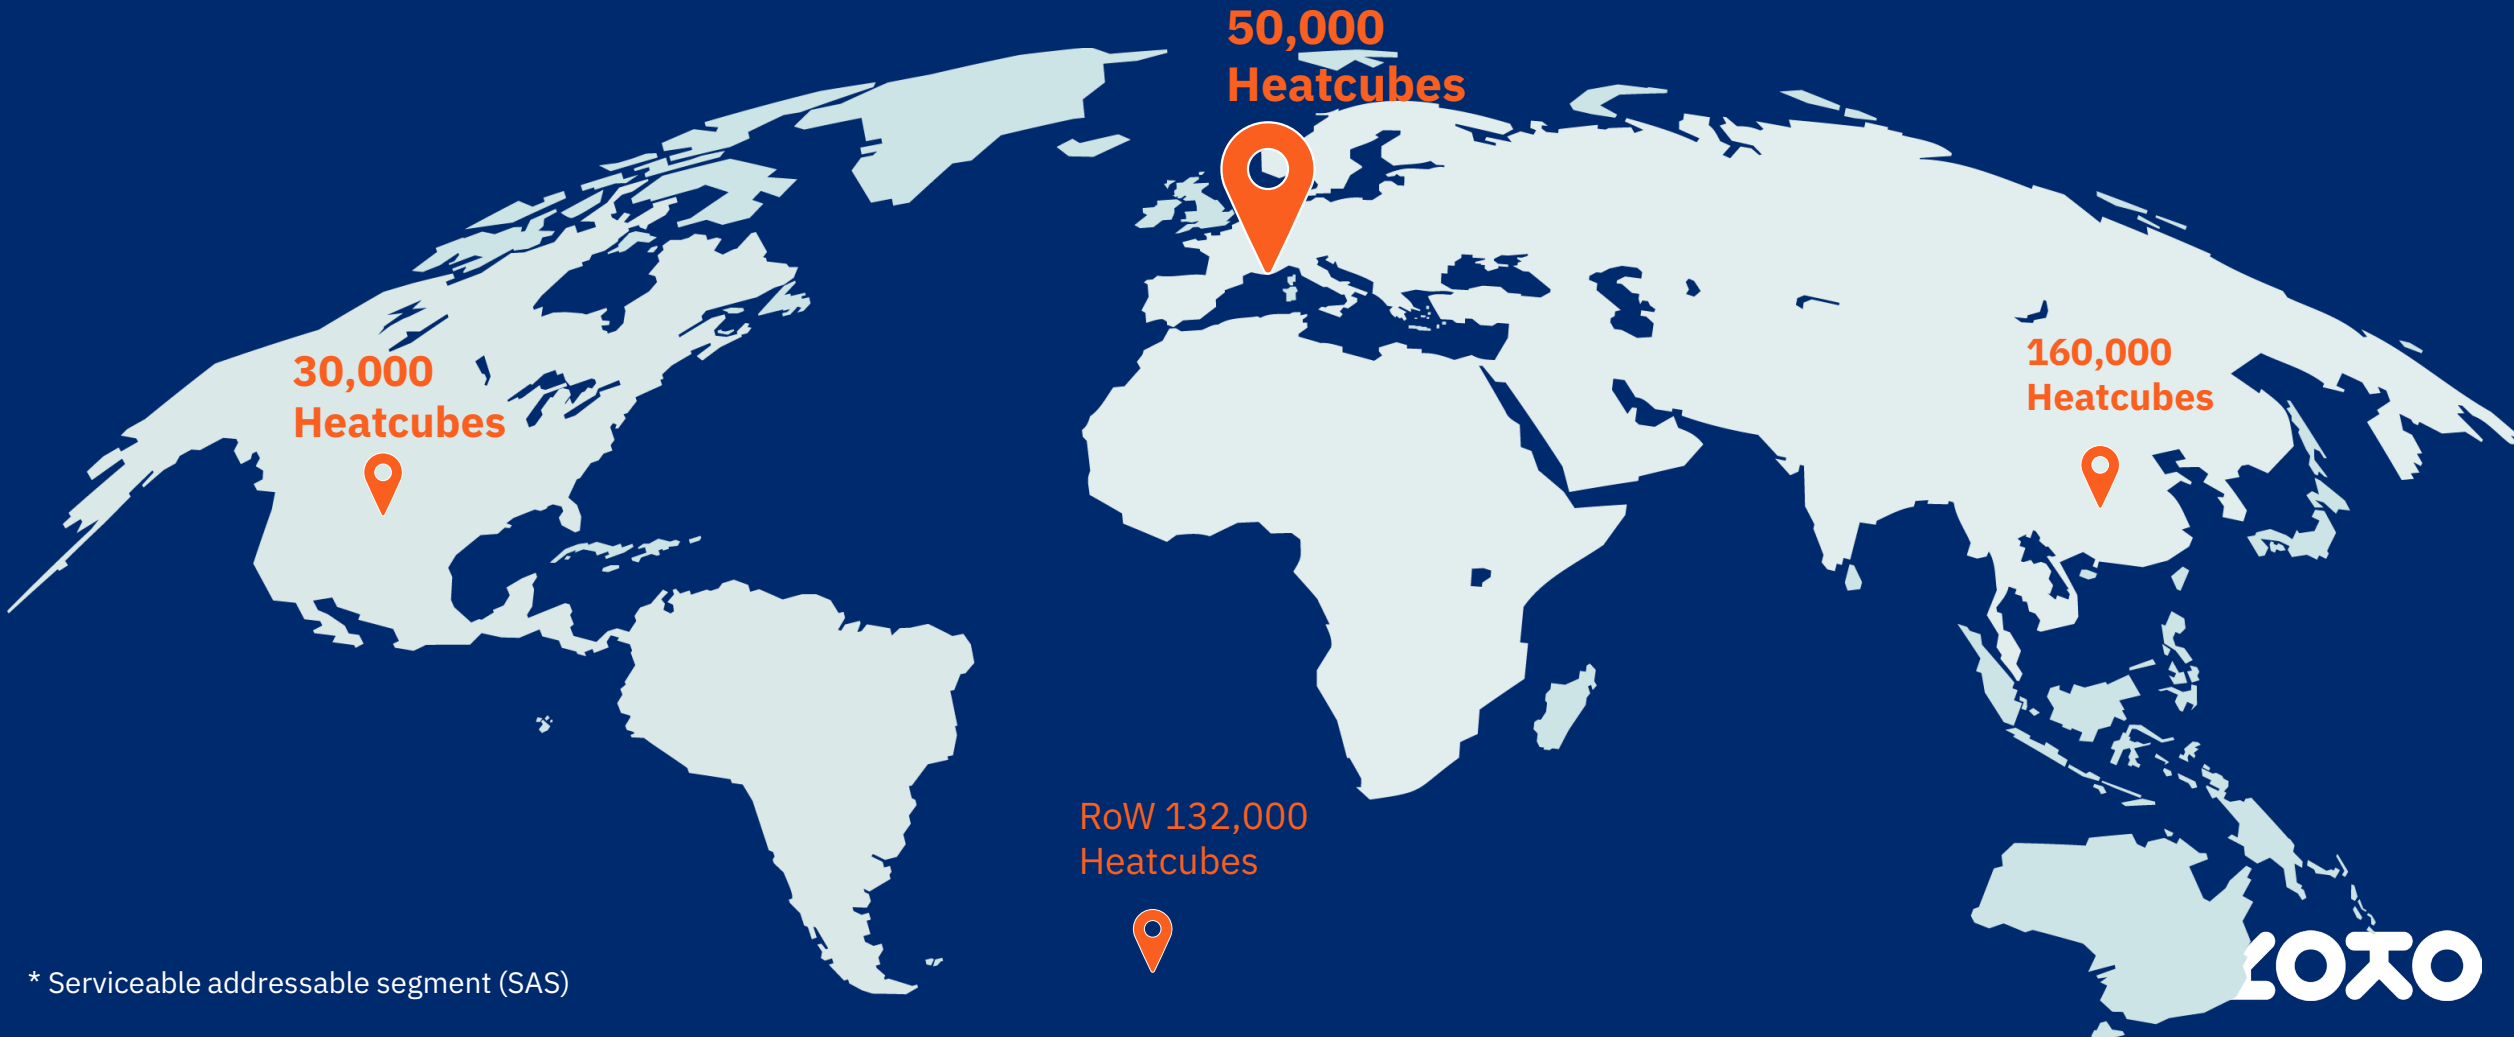 50,000
Heatcubes
30,000
Heatcubes
160,000
Heatcubes
RoW 132,000
Heatcubes
* Serviceable addressable segment (SAS)